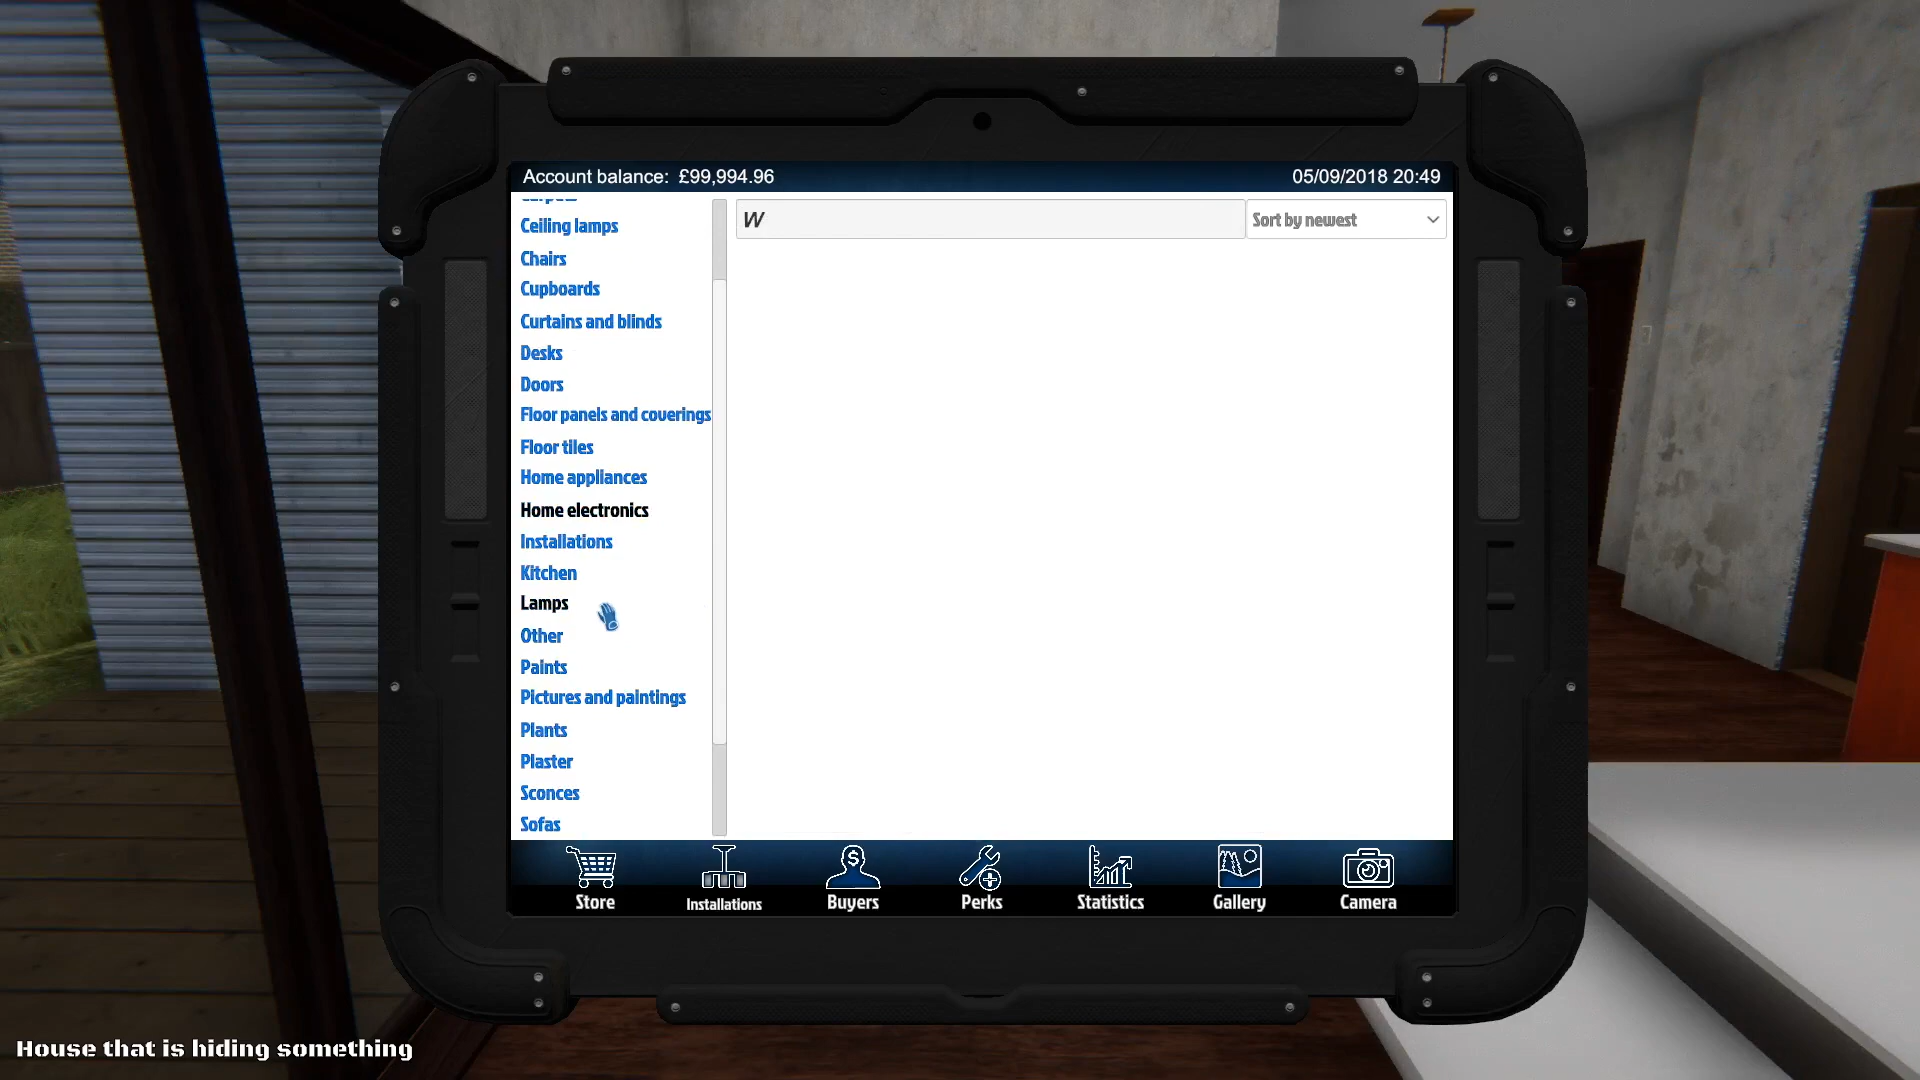 Account balance: £99,994.96
05/09/2018 20:49
Carpets
Ceiling lamps
Chairs
Cupboards
Curtains and blinds
Desks
Doors
Floor panels and coverings
Floor tiles
Home appliances
Home electronics
Installations
Kitchen
Lamps
Other
Paints
Pictures and paintings
Plants
Plaster
Sconces
Sofas
W
Sort by newest
Store
Installations
Buyers
Perks
Statistics
Gallery
Camera
House that is hiding something